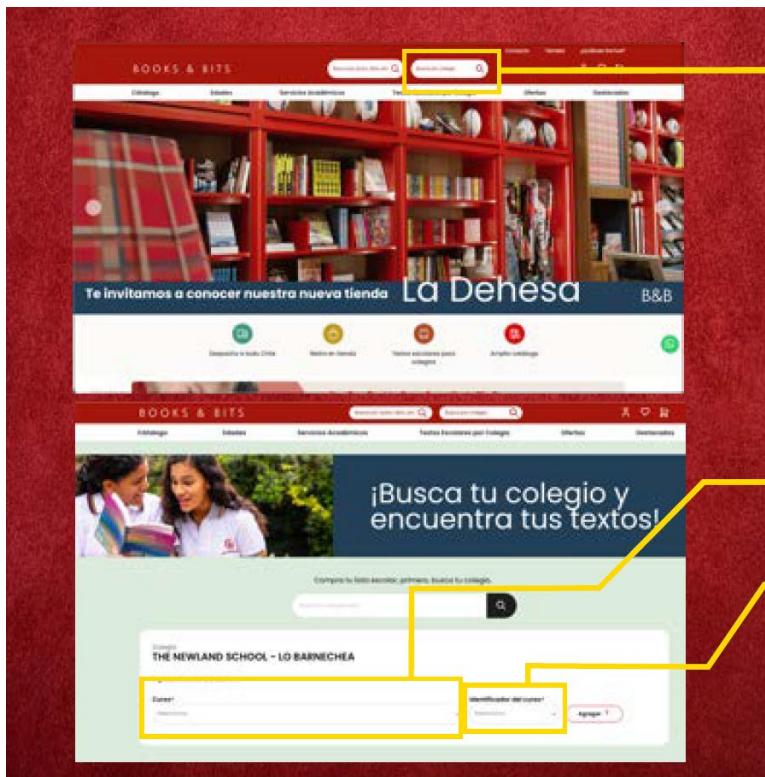 Contacto Tiendas
BOOKS & BITS
Catálogo Edades Servicios Académicos Ofertas Destacados
Te invitamos a conocer nuestra nueva tienda La Dehesa B&B
Despacho a todo Chile Retiro en tienda Textos escolares para colegios Amplio catálogo
BOOKS & BITS
Catálogo Edades Servicios Académicos Textos Escolares por Colegio Ofertas Destacados
¡Busca tu colegio y
encuentra tus textos!
Compra tu lista escolar, primero, busca tu colegio.
Colegio
THE NEWLAND SCHOOL - LO BARNECHEA
Curso* Identificador del curso*
Agregar